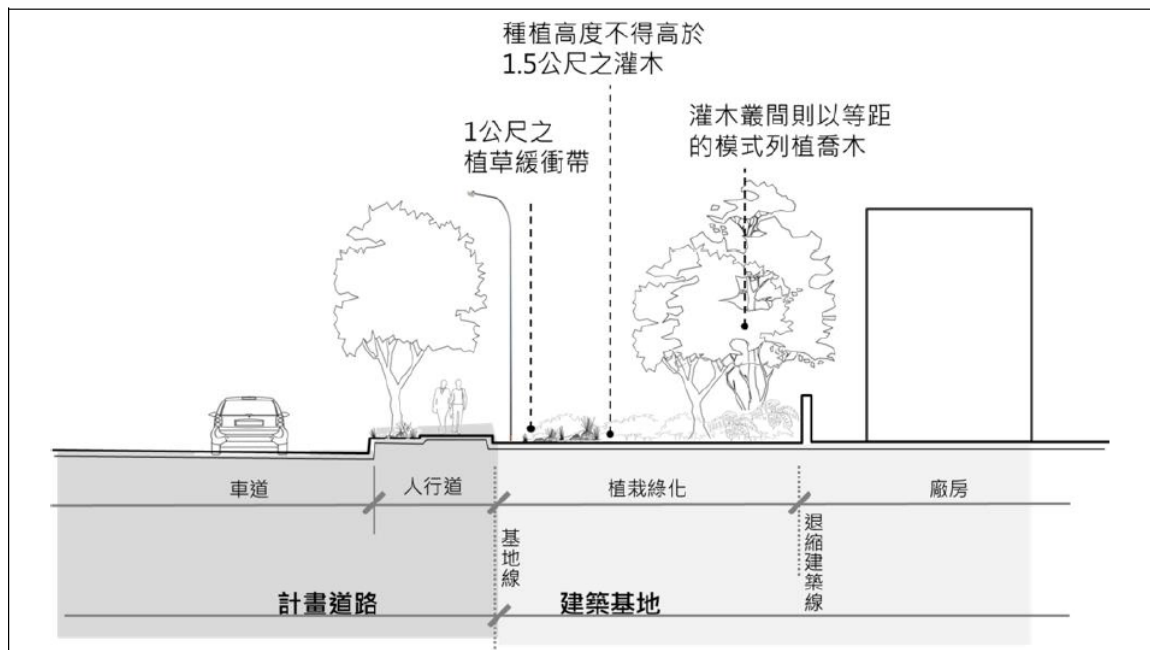 種植高度不得高於
1.5公尺之灌木
1公尺之
植草緩衝帶
灌木叢間則以等距
的模式列植喬木
車道
人行道
植栽綠化
廠房
基地線
退縮建築線
計畫道路
建築基地